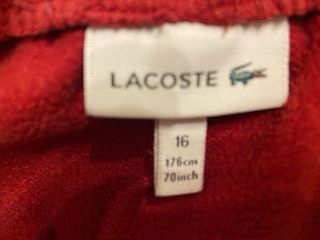 LACOSTE
16
176cm
70inch